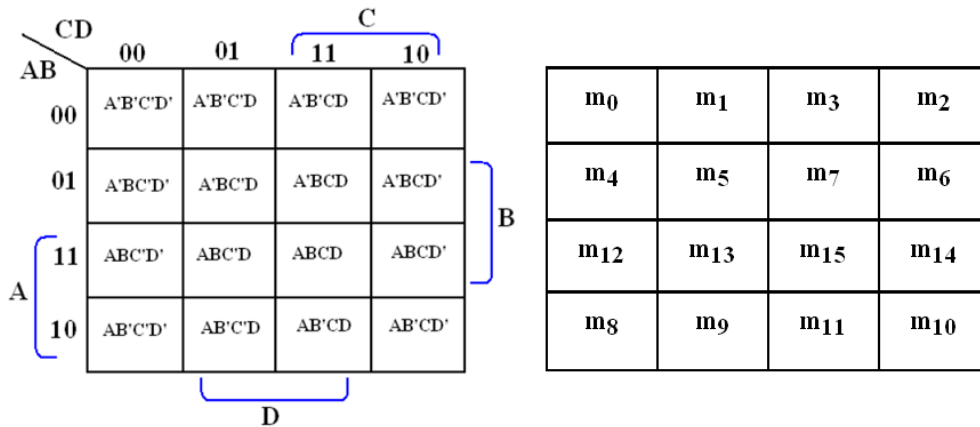 C
CD
00 01 11 10
AB
00 A'B'C'D' A'B'C'D A'B'CD A'B'CD'
01 A'BC'D' A'BC'D A'BCD A'BCD'
B
11 ABC'D' ABC'D ABCD ABCD'
A
10 AB'C'D' AB'C'D AB'CD AB'CD'
D
m0 m1 m3 m2
m4 m5 m7 m6
m12 m13 m15 m14
m8 m9 m11 m10